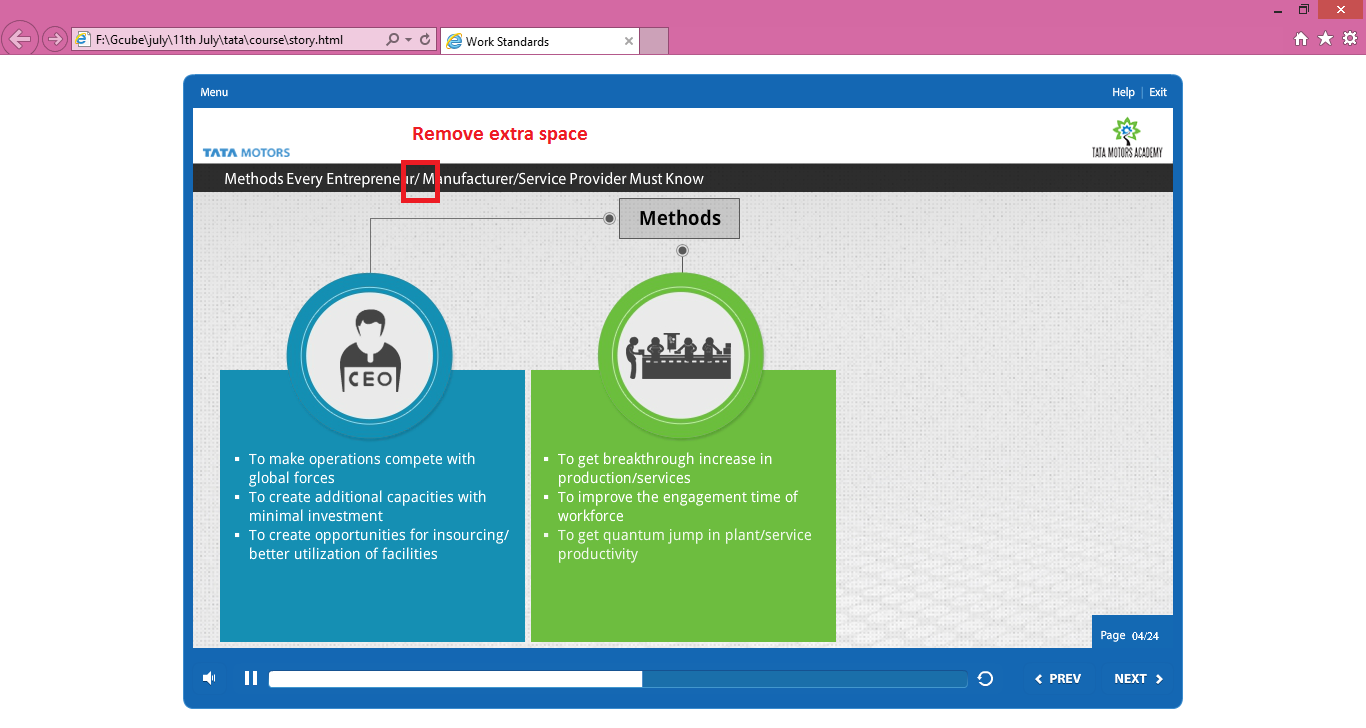 F:\Gcube\july\11th July\tata\course\story.html
Work Standards
Menu
Help | Exit
Remove extra space
TATA MOTORS
TATA MOTORS ACADEMY
Methods Every Entrepreneur/ Manufacturer/Service Provider Must Know
Methods
CEO
▪ To make operations compete with
global forces
▪ To create additional capacities with
minimal investment
▪ To create opportunities for insourcing/
better utilization of facilities
▪ To get breakthrough increase in
production/services
▪ To improve the engagement time of
workforce
▪ To get quantum jump in plant/service
productivity
Page 04/24
PREV
NEXT